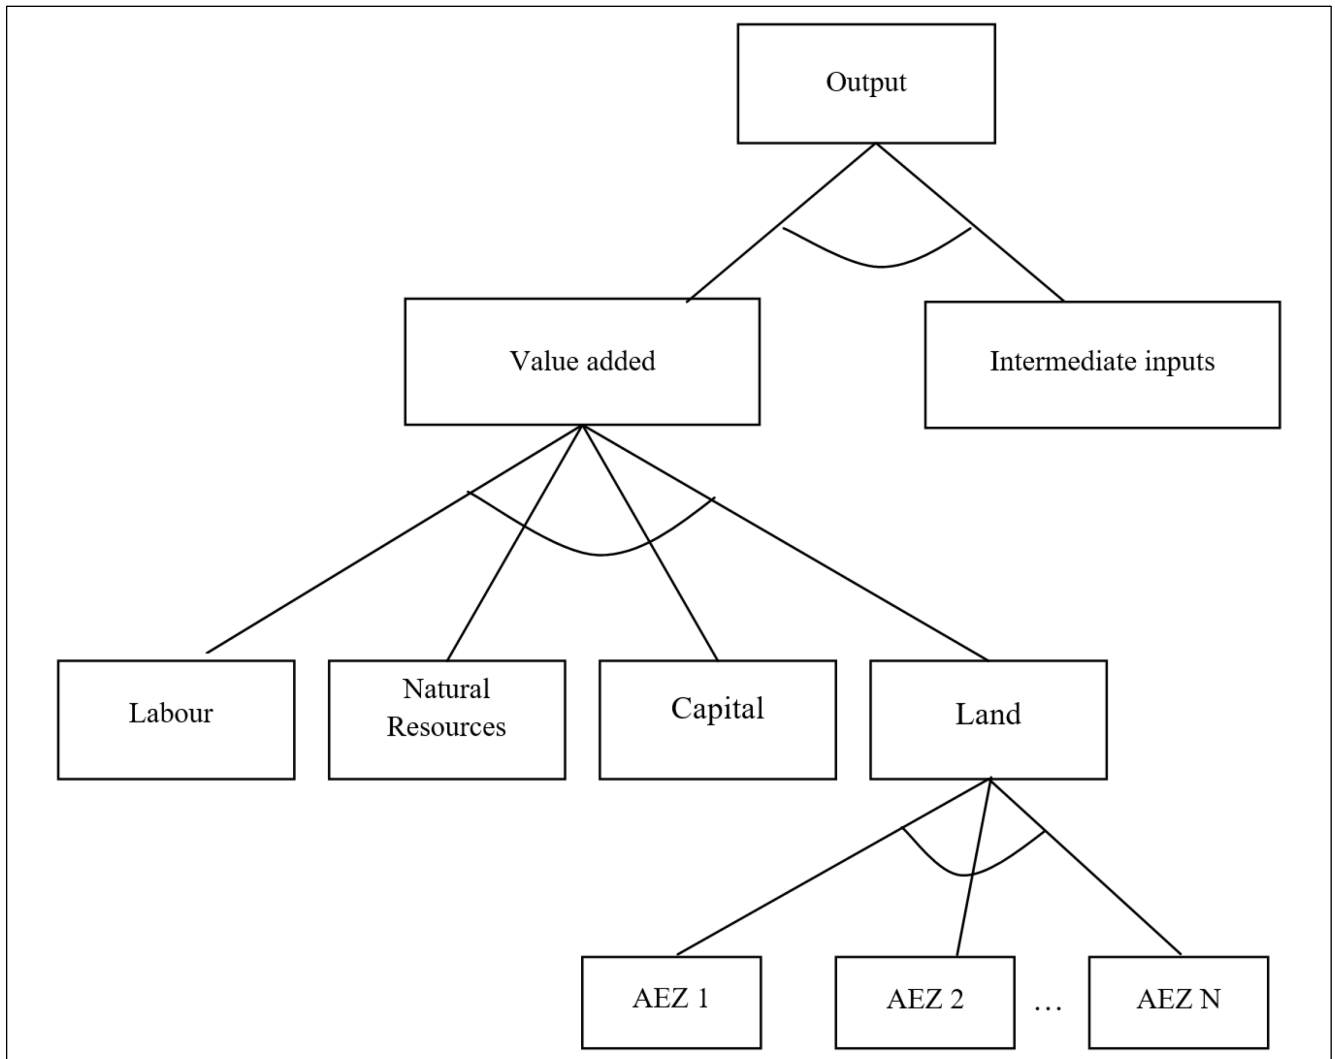 Output
Value added
Intermediate inputs
Labour
Natural
Resources
Capital
Land
AEZ 1
AEZ 2
…
AEZ N